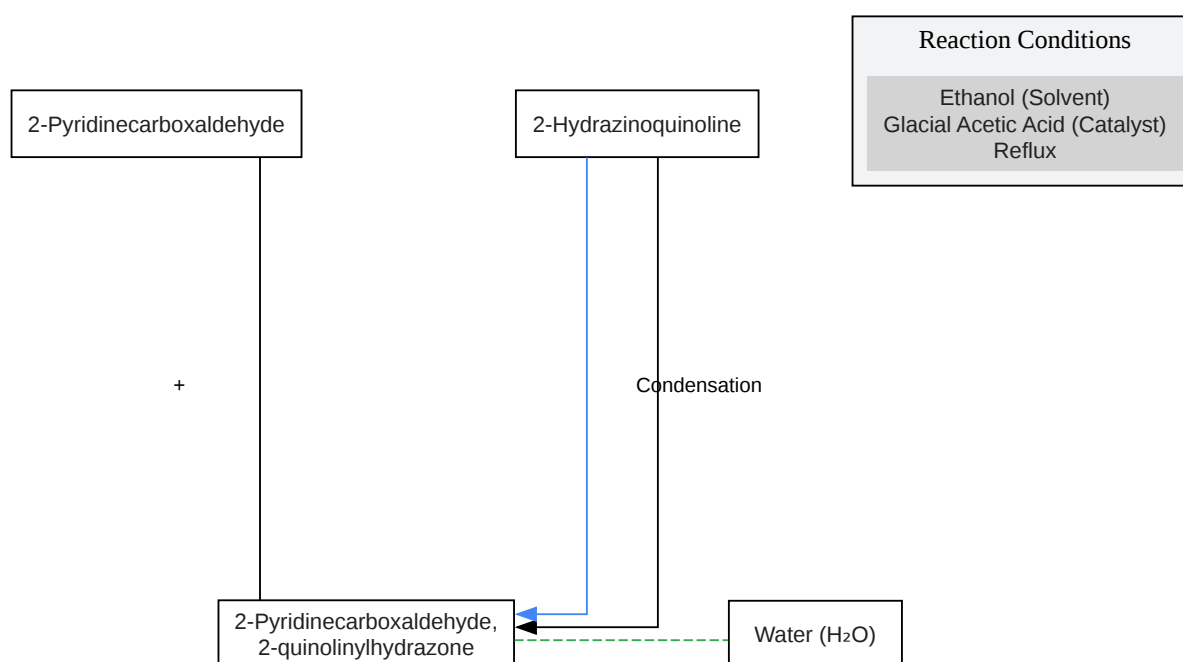 Reaction Conditions
Ethanol (Solvent)
Glacial Acetic Acid (Catalyst)
Reflux
2-Pyridinecarboxaldehyde
2-Hydrazinoquinoline
+
Condensation
2-Pyridinecarboxaldehyde,
2-quinolinylhydrazone
Water (H₂O)